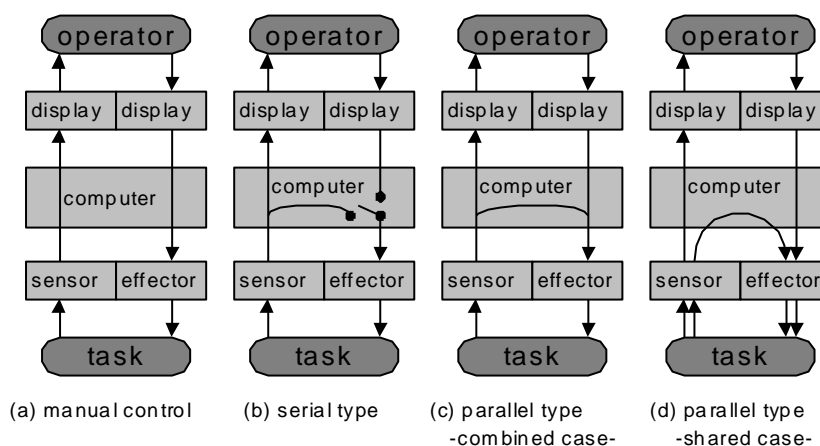 operator operator operator operator
display display display display display display display display
computer computer computer computer
sensor effector sensor effector sensor effector sensor effector
task task task task
(a) manual control (b) serial type (c) parallel type (d) parallel type
-combined case- -shared case-